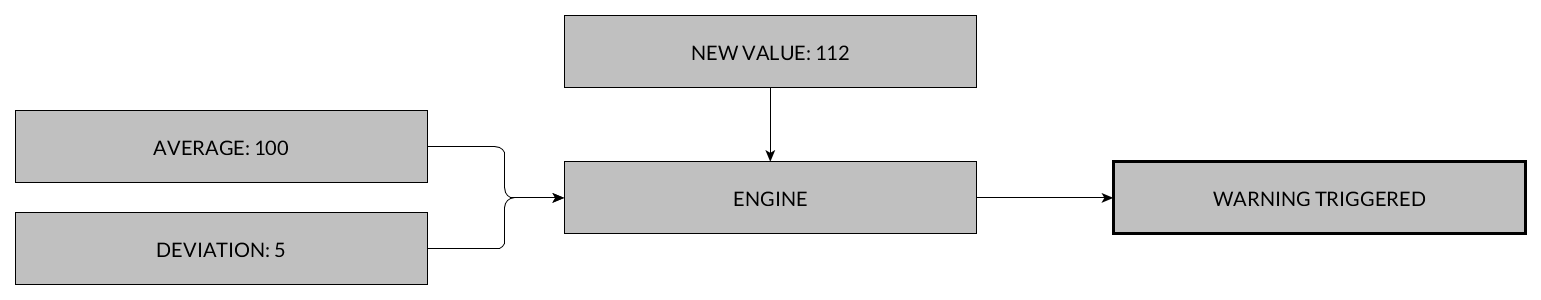 NEW VALUE: 112
AVERAGE: 100
DEVIATION: 5
ENGINE
WARNING TRIGGERED